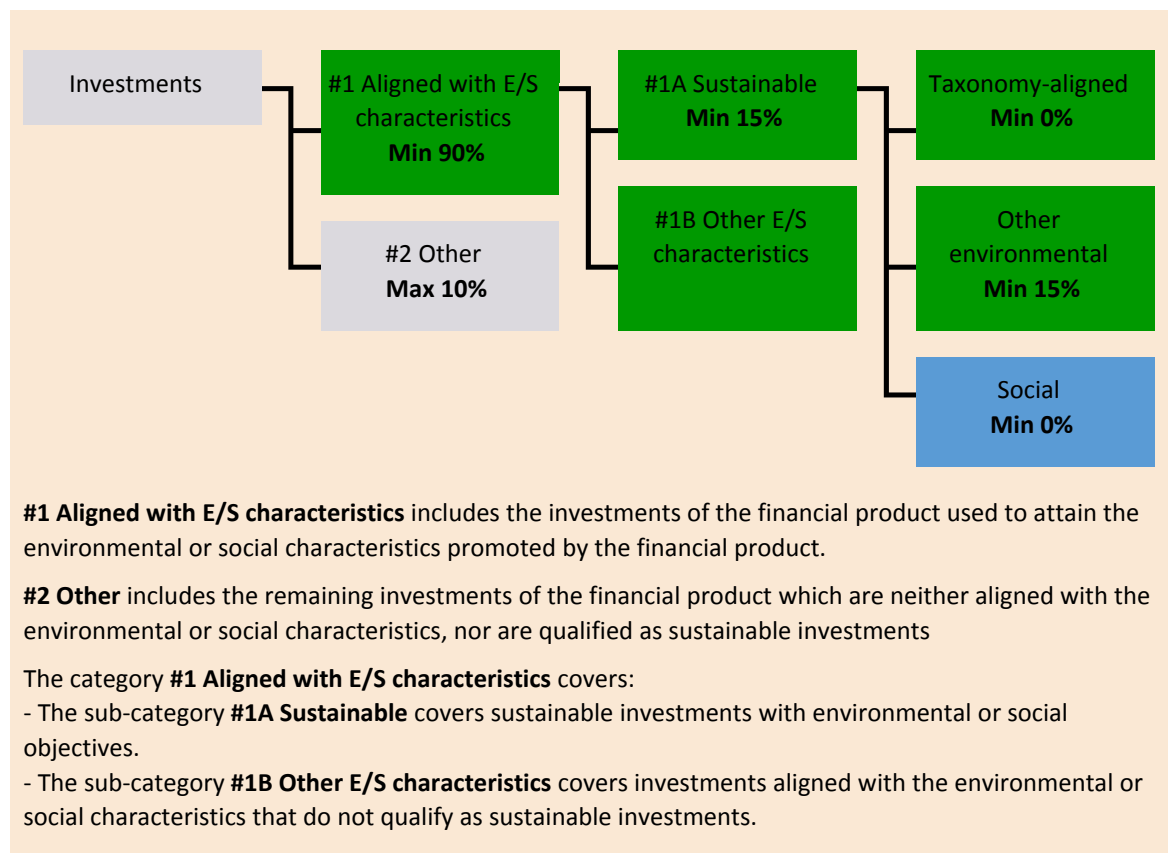 Investments
#1 Aligned with E/S
characteristics
Min 90%
#2 Other
Max 10%
#1A Sustainable
Min 15%
#1B Other E/S
characteristics
Taxonomy-aligned
Min 0%
Other
environmental
Min 15%
Social
Min 0%
#1 Aligned with E/S characteristics includes the investments of the financial product used to attain the
environmental or social characteristics promoted by the financial product.
#2 Other includes the remaining investments of the financial product which are neither aligned with the
environmental or social characteristics, nor are qualified as sustainable investments
The category #1 Aligned with E/S characteristics covers:
- The sub-category #1A Sustainable covers sustainable investments with environmental or social
objectives.
- The sub-category #1B Other E/S characteristics covers investments aligned with the environmental or
social characteristics that do not qualify as sustainable investments.